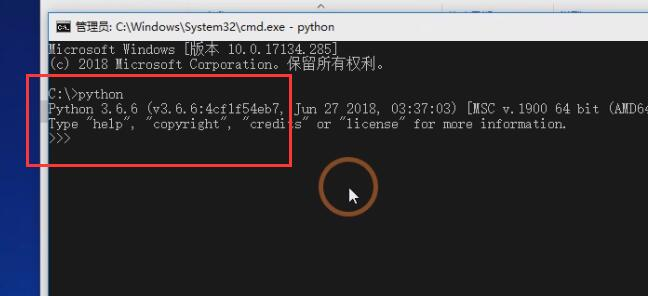 管理员: C:\Windows\System32\cmd.exe - python
Microsoft Windows [版本 10.0.17134.285]
(c) 2018 Microsoft Corporation。保留所有权利。
C:\>python
Python 3.6.6 (v3.6.6:4cf1f54eb7, Jun 27 2018, 03:37:03) [MSC v.1900 64 bit (AMD64
Type "help", "copyright", "credits" or "license" for more information.
>>>